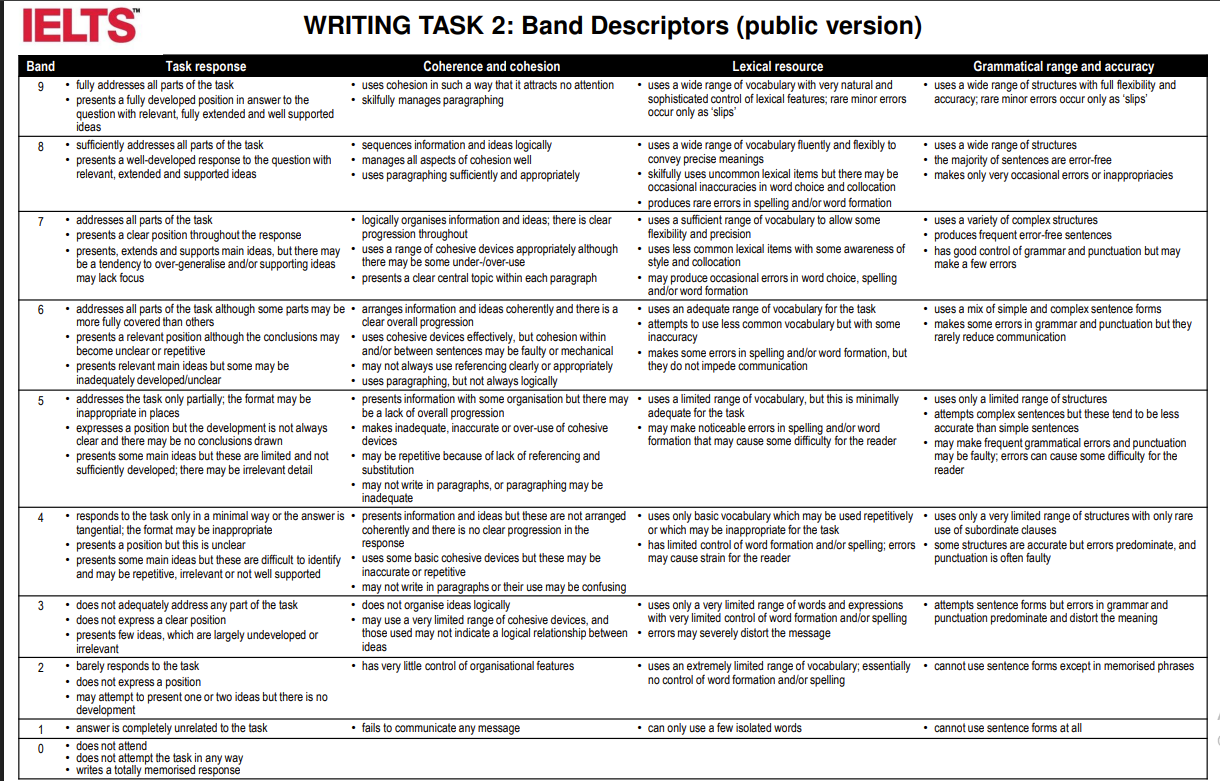 IELTS™
WRITING TASK 2: Band Descriptors (public version)
Band Task response Coherence and cohesion Lexical resource Grammatical range and accuracy
9
• fully addresses all parts of the task
• presents a fully developed position in answer to the
question with relevant, fully extended and well supported
ideas
• uses cohesion in such a way that it attracts no attention
• skilfully manages paragraphing
• uses a wide range of vocabulary with very natural and
sophisticated control of lexical features; rare minor errors
occur only as ‘slips’
• uses a wide range of structures with full flexibility and
accuracy; rare minor errors occur only as ‘slips’
8
• sufficiently addresses all parts of the task
• presents a well-developed response to the question with
relevant, extended and supported ideas
• sequences information and ideas logically
• manages all aspects of cohesion well
• uses paragraphing sufficiently and appropriately
• uses a wide range of vocabulary fluently and flexibly to
convey precise meanings
• skilfully uses uncommon lexical items but there may be
occasional inaccuracies in word choice and collocation
• produces rare errors in spelling and/or word formation
• uses a wide range of structures
• the majority of sentences are error-free
• makes only very occasional errors or inappropriacies
7
• addresses all parts of the task
• presents a clear position throughout the response
• presents, extends and supports main ideas, but there may
be a tendency to over-generalise and/or supporting ideas
may lack focus
• logically organises information and ideas; there is clear
progression throughout
• uses a range of cohesive devices appropriately although
there may be some under-/over-use
• presents a clear central topic within each paragraph
• uses a sufficient range of vocabulary to allow some
flexibility and precision
• uses less common lexical items with some awareness of
style and collocation
• may produce occasional errors in word choice, spelling
and/or word formation
• uses a variety of complex structures
• produces frequent error-free sentences
• has good control of grammar and punctuation but may
make a few errors
6
• addresses all parts of the task although some parts may be
more fully covered than others
• presents a relevant position although the conclusions may
become unclear or repetitive
• presents relevant main ideas but some may be
inadequately developed/unclear
• arranges information and ideas coherently and there is a
clear overall progression
• uses cohesive devices effectively, but cohesion within
and/or between sentences may be faulty or mechanical
• may not always use referencing clearly or appropriately
• uses paragraphing, but not always logically
• uses an adequate range of vocabulary for the task
• attempts to use less common vocabulary but with some
inaccuracy
• makes some errors in spelling and/or word formation, but
they do not impede communication
• uses a mix of simple and complex sentence forms
• makes some errors in grammar and punctuation but they
rarely reduce communication
5
• addresses the task only partially; the format may be
inappropriate in places
• expresses a position but the development is not always
clear and there may be no conclusions drawn
• presents some main ideas but these are limited and not
sufficiently developed; there may be irrelevant detail
• presents information with some organisation but there may
be a lack of overall progression
• makes inadequate, inaccurate or over-use of cohesive
devices
• may be repetitive because of lack of referencing and
substitution
• may not write in paragraphs, or paragraphing may be
inadequate
• uses a limited range of vocabulary, but this is minimally
adequate for the task
• may make noticeable errors in spelling and/or word
formation that may cause some difficulty for the reader
• uses only a limited range of structures
• attempts complex sentences but these tend to be less
accurate than simple sentences
• may make frequent grammatical errors and punctuation
may be faulty; errors can cause some difficulty for the
reader
4
• responds to the task only in a minimal way or the answer is
tangential; the format may be inappropriate
• presents a position but this is unclear
• presents some main ideas but these are difficult to identify
and may be repetitive, irrelevant or not well supported
• presents information and ideas but these are not arranged
coherently and there is no clear progression in the
response
• uses some basic cohesive devices but these may be
inaccurate or repetitive
• may not write in paragraphs or their use may be confusing
• uses only basic vocabulary which may be used repetitively
or which may be inappropriate for the task
• has limited control of word formation and/or spelling; errors
may cause strain for the reader
• uses only a very limited range of structures with only rare
use of subordinate clauses
• some structures are accurate but errors predominate, and
punctuation is often faulty
3
• does not adequately address any part of the task
• does not express a clear position
• presents few ideas, which are largely undeveloped or
irrelevant
• does not organise ideas logically
• may use a very limited range of cohesive devices, and
those used may not indicate a logical relationship between
ideas
• uses only a very limited range of words and expressions
with very limited control of word formation and/or spelling
• errors may severely distort the message
• attempts sentence forms but errors in grammar and
punctuation predominate and distort the meaning
2
• barely responds to the task
• does not express a position
• may attempt to present one or two ideas but there is no
development
• has very little control of organisational features
• uses an extremely limited range of vocabulary; essentially
no control of word formation and/or spelling
• cannot use sentence forms except in memorised phrases
1
• answer is completely unrelated to the task
• fails to communicate any message
• can only use a few isolated words
• cannot use sentence forms at all
0
• does not attend
• does not attempt the task in any way
• writes a totally memorised response